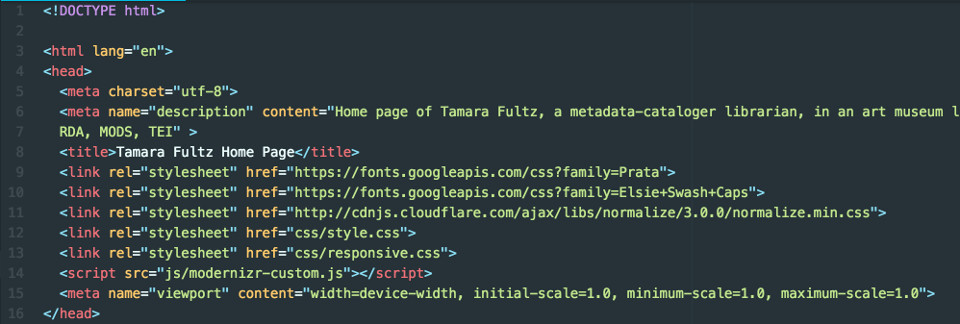 1 <!DOCTYPE html>
2
3 <html lang="en">
4 <head>
5 <meta charset="utf-8">
6 <meta name="description" content="Home page of Tamara Fultz, a metadata-cataloger librarian, in an art museum l
7 RDA, MODS, TEI" >
8 <title>Tamara Fultz Home Page</title>
9 <link rel="stylesheet" href="https://fonts.googleapis.com/css?family=Prata">
10 <link rel="stylesheet" href="https://fonts.googleapis.com/css?family=Elsie+Swash+Caps">
11 <link rel="stylesheet" href="http://cdnjs.cloudflare.com/ajax/libs/normalize/3.0.0/normalize.min.css">
12 <link rel="stylesheet" href="css/style.css">
13 <link rel="stylesheet" href="css/responsive.css">
14 <script src="js/modernizr-custom.js"></script>
15 <meta name="viewport" content="width=device-width, initial-scale=1.0, minimum-scale=1.0, maximum-scale=1.0">
16 </head>